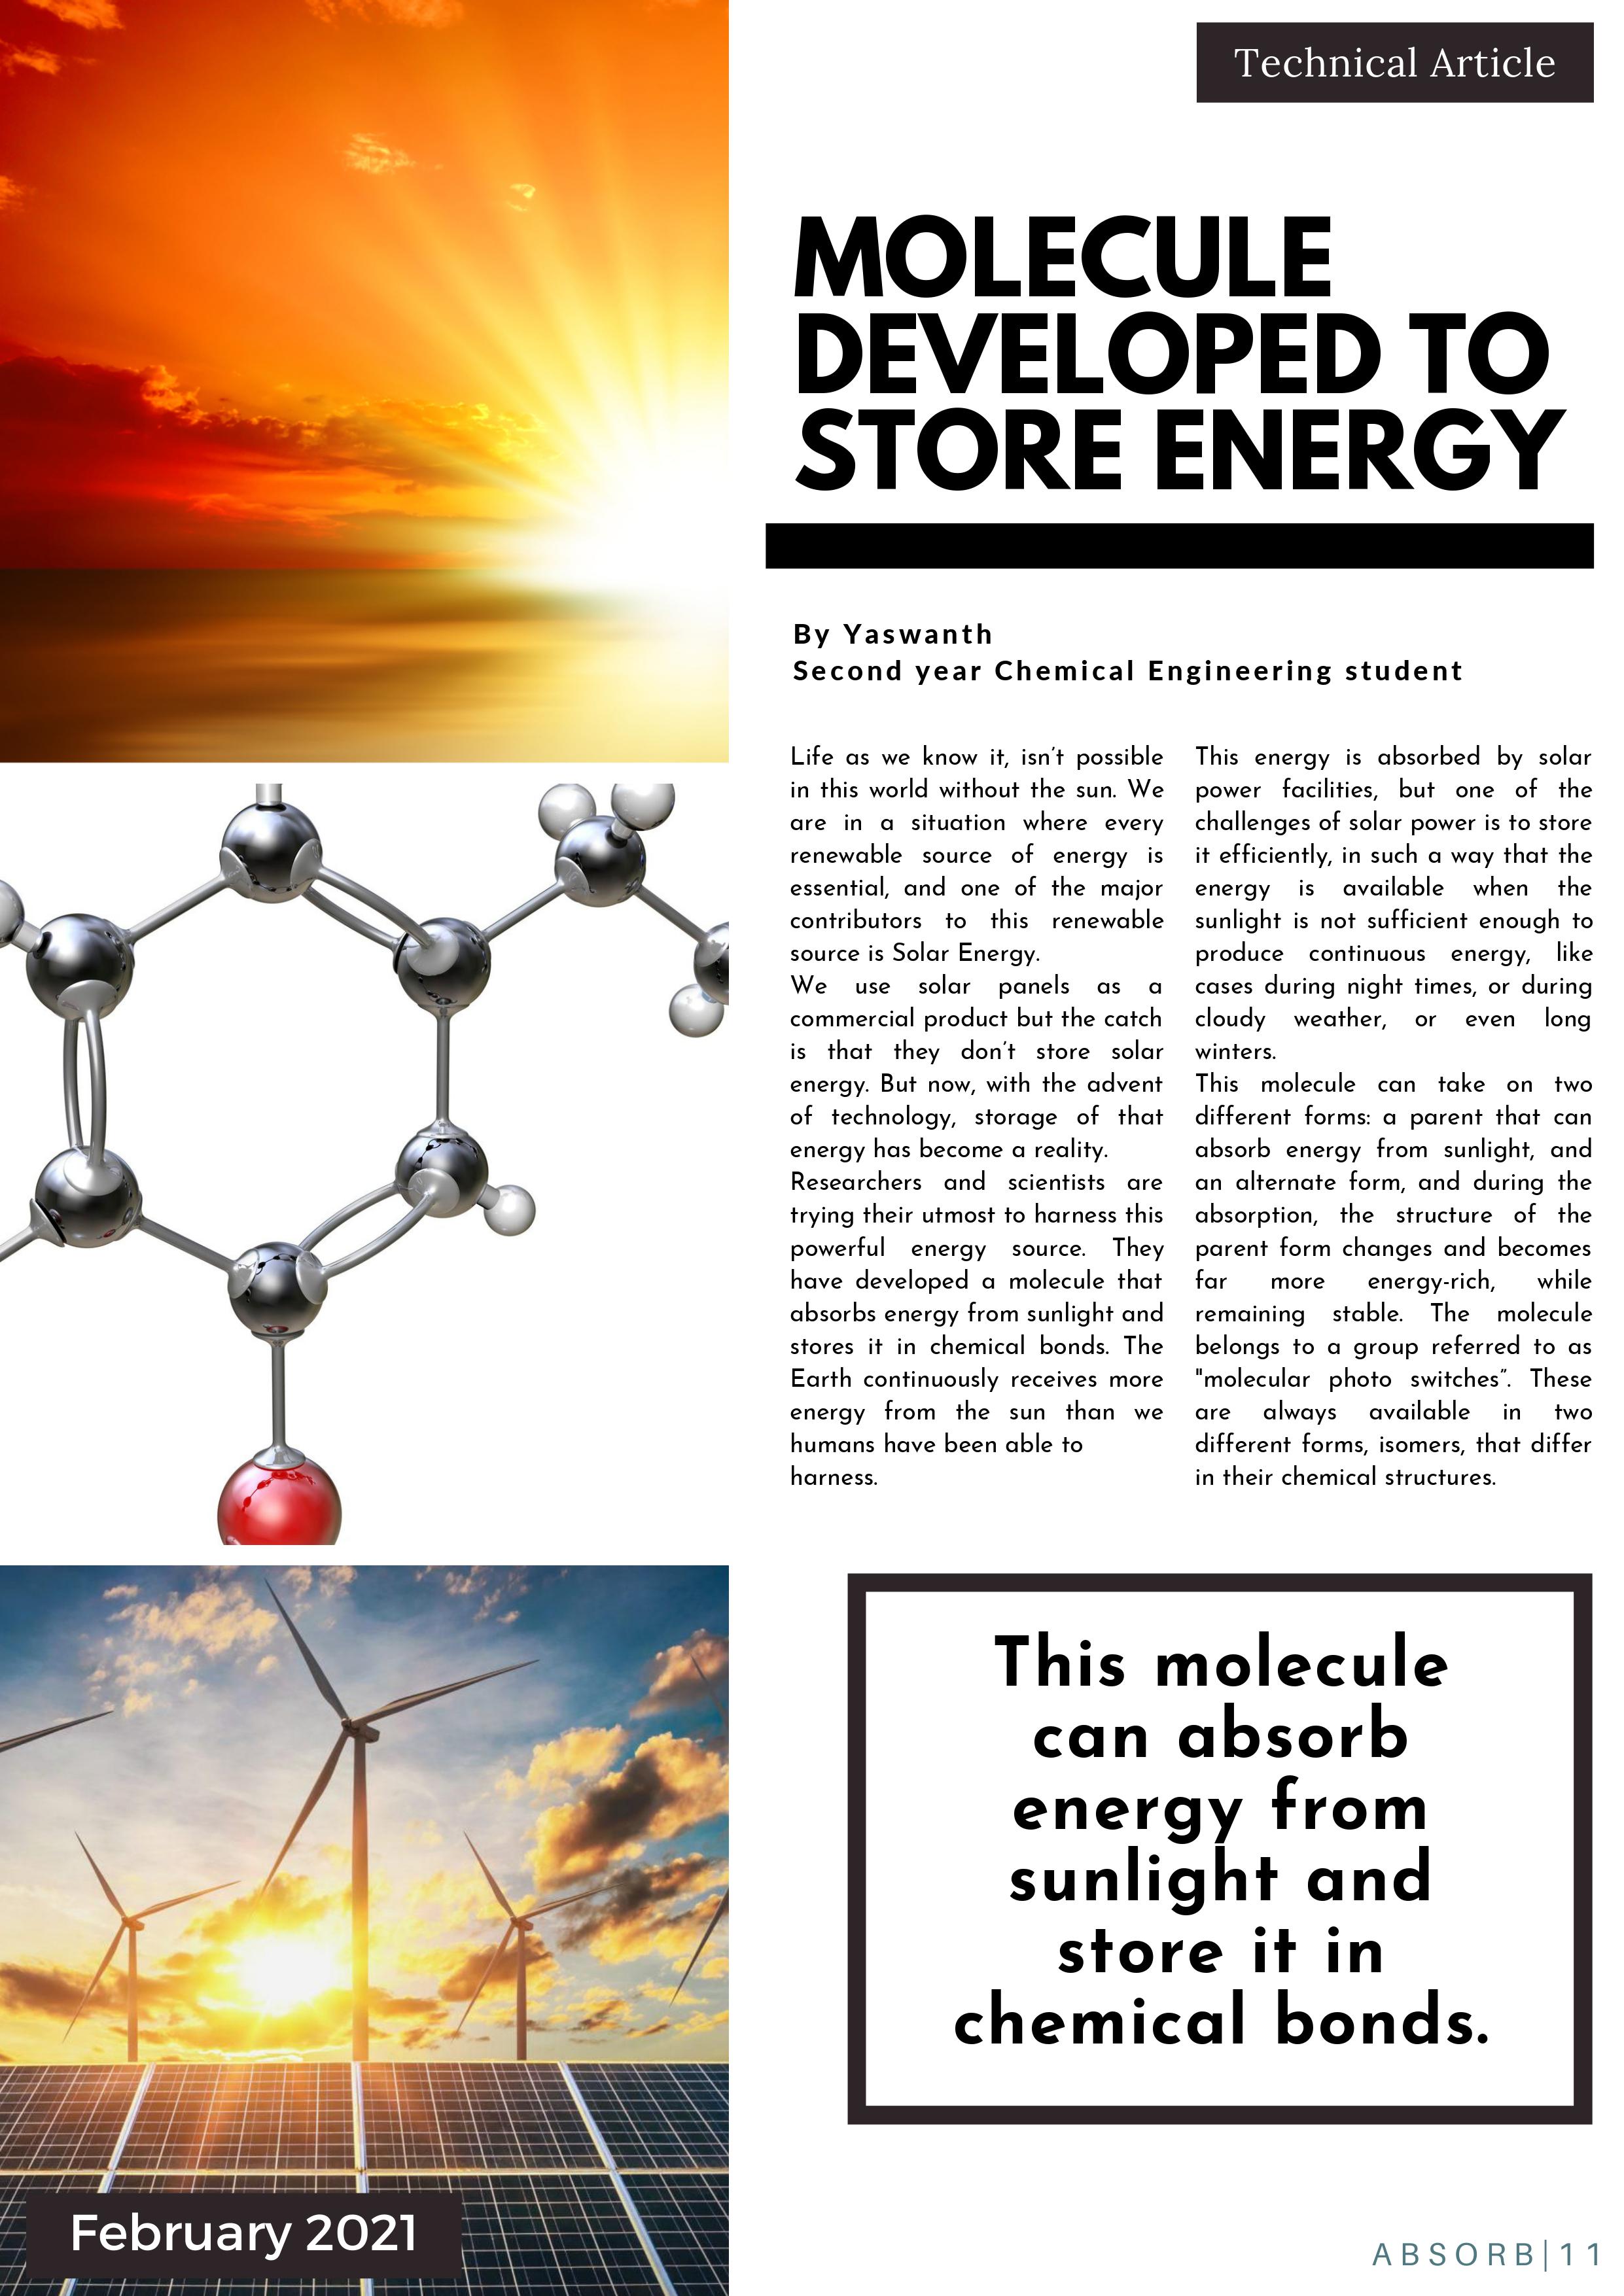 Technical Article
MOLECULE
DEVELOPED TO
STORE ENERGY
By Yaswanth
Second year Chemical Engineering student
Life as we know it, isn't possible
in this world without the sun. We
are in a situation where every
renewable source of energy is
essential, and one of the major
contributors to this renewable
source is Solar Energy.
We use solar panels as a
commercial product but the catch
is that they don't store solar
energy. But now, with the advent
of technology, storage of that
energy has become a reality.
Researchers and scientists are
trying their utmost to harness this
powerful energy source. They
have developed a molecule that
absorbs energy from sunlight and
stores it in chemical bonds. The
Earth continuously receives more
energy from the sun than we
humans have been able to
harness.
This energy is absorbed by solar
power facilities, but one of the
challenges of solar power is to store
it efficiently, in such a way that the
energy is available when the
sunlight is not sufficient enough to
produce continuous energy, like
cases during night times, or during
cloudy weather, or even long
winters.
This molecule can take on two
different forms: a parent that can
absorb energy from sunlight, and
an alternate form, and during the
absorption, the structure of the
parent form changes and becomes
far more energy-rich, while
remaining stable. The molecule
belongs to a group referred to as
"molecular photo switches”. These
are always available in two
different forms, isomers, that differ
in their chemical structures.
This molecule
can absorb
energy from
sunlight and
store it in
chemical bonds.
February 2021
ABSORB|11